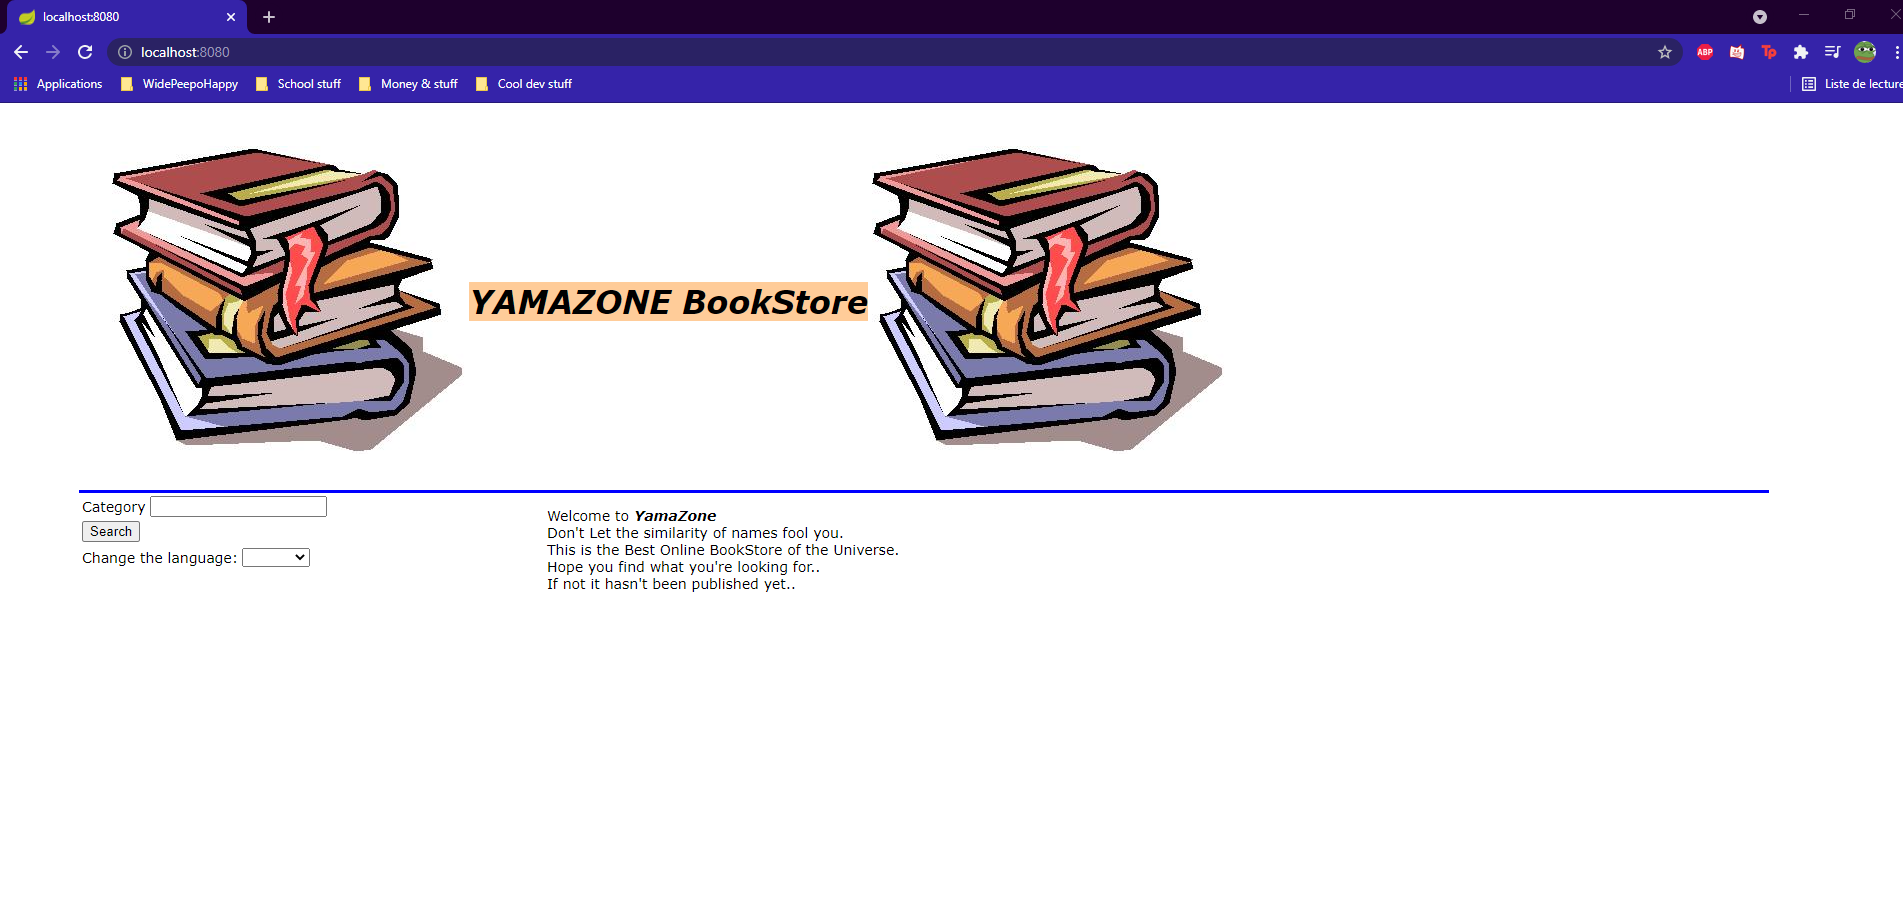 localhost:8080
localhost:8080
ABP
Tp
Applications
WidePeepoHappy
School stuff
Money & stuff
Cool dev stuff
Liste de lecture
YAMAZONE BookStore
Category
Search
Change the language:
Welcome to YamaZone
Don't Let the similarity of names fool you.
This is the Best Online BookStore of the Universe.
Hope you find what you're looking for..
If not it hasn't been published yet..